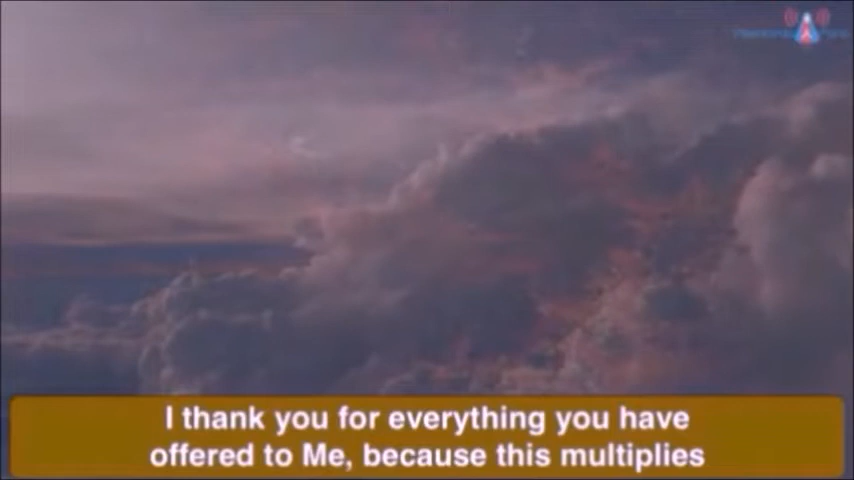 I thank you for everything you have
offered to Me, because this multiplies